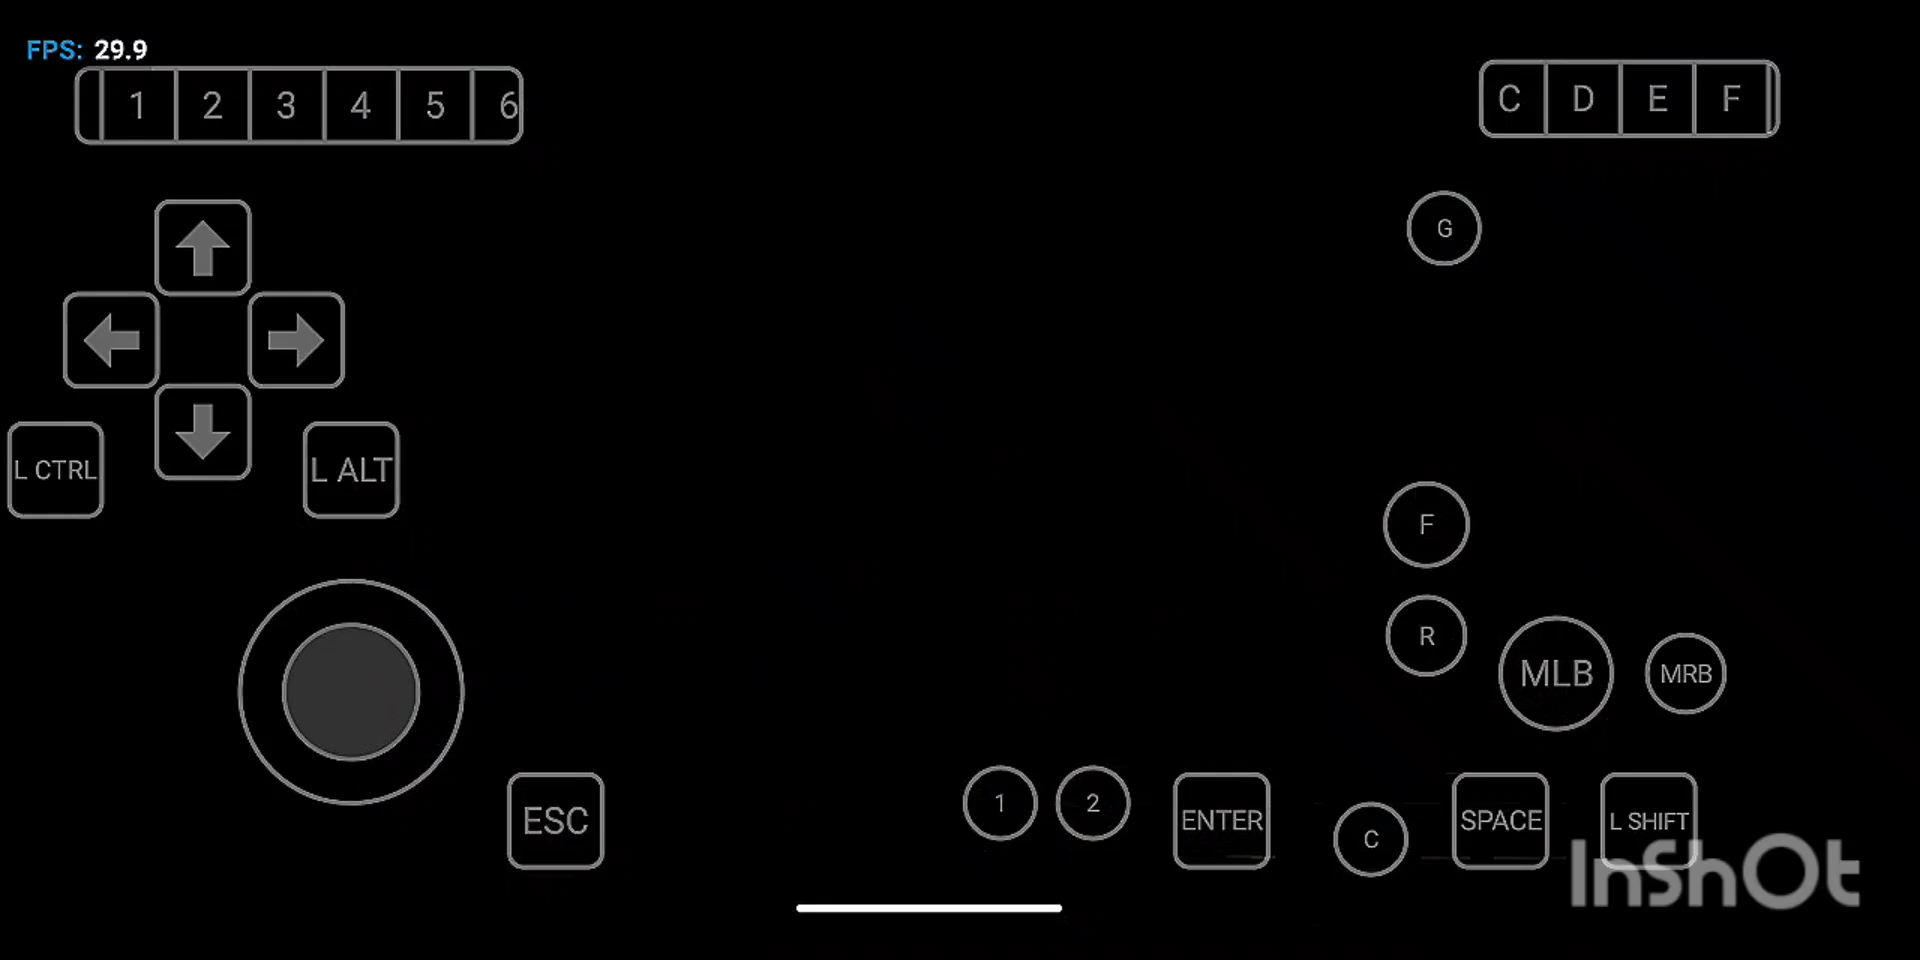 FPS: 29.9
1 2 3 4 5 6
C D E F
G
L CTRL
L ALT
F
R
MLB
MRB
ESC
1
2
ENTER
C
SPACE
L SHIFT
InShOt